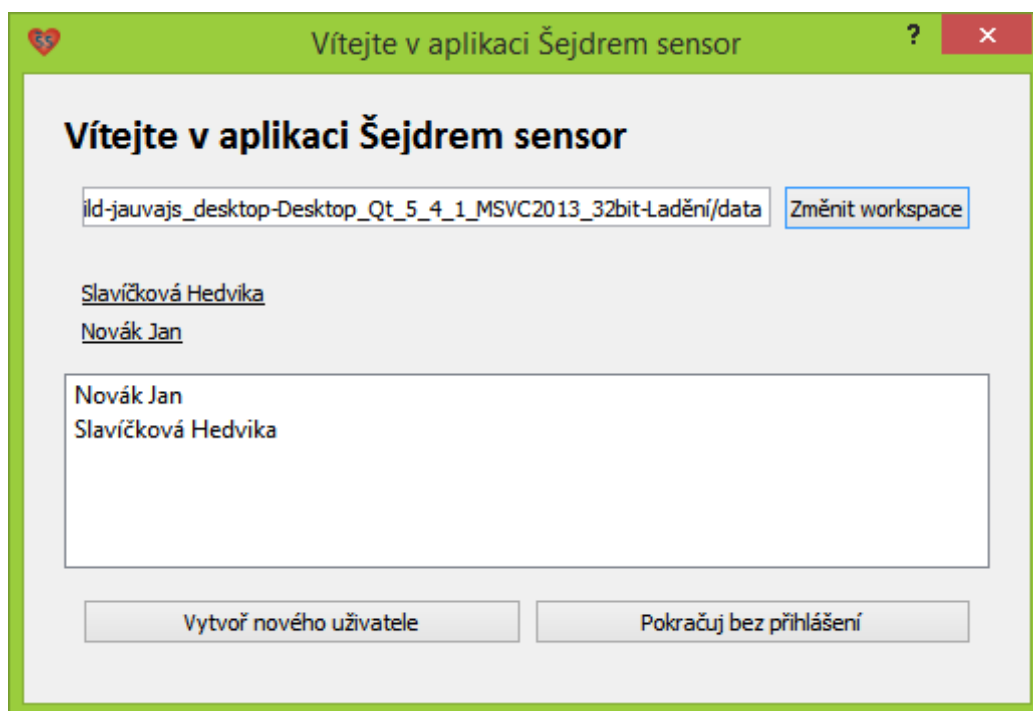 SS
Vítejte v aplikaci Šejdrem sensor
?
Vítejte v aplikaci Šejdrem sensor
ild-jauvajs_desktop-Desktop_Qt_5_4_1_MSVC2013_32bit-Ladění/data Změnit workspace
Slavíčková Hedvika
Novák Jan
Novák Jan
Slavíčková Hedvika
Vytvoř nového uživatele Pokračuj bez přihlášení